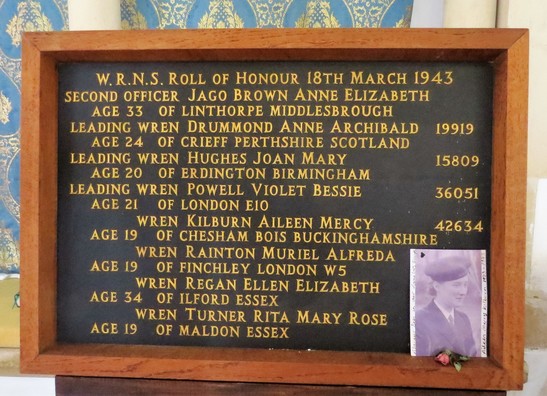 W.R.N.S. ROLL OF HONOUR 18TH MARCH 1943
SECOND OFFICER JAGO BROWN ANNE ELIZABETH
AGE 33 OF LINTHORPE MIDDLESBROUGH
LEADING WREN DRUMMOND ANNE ARCHIBALD 19919
AGE 24 OF CRIEFF PERTHSHIRE SCOTLAND
LEADING WREN HUGHES JOAN MARY 15809
AGE 20 OF ERDINGTON BIRMINGHAM
LEADING WREN POWELL VIOLET BESSIE 36051
AGE 21 OF LONDON E10
WREN KILBURN AILEEN MERCY 42634
AGE 19 OF CHESHAM BOIS BUCKINGHAMSHIRE
WREN RAINTON MURIEL ALFREDA
AGE 19 OF FINCHLEY LONDON W5
WREN REGAN ELLEN ELIZABETH
AGE 34 OF ILFORD ESSEX
WREN TURNER RITA MARY ROSE
AGE 19 OF MALDON ESSEX